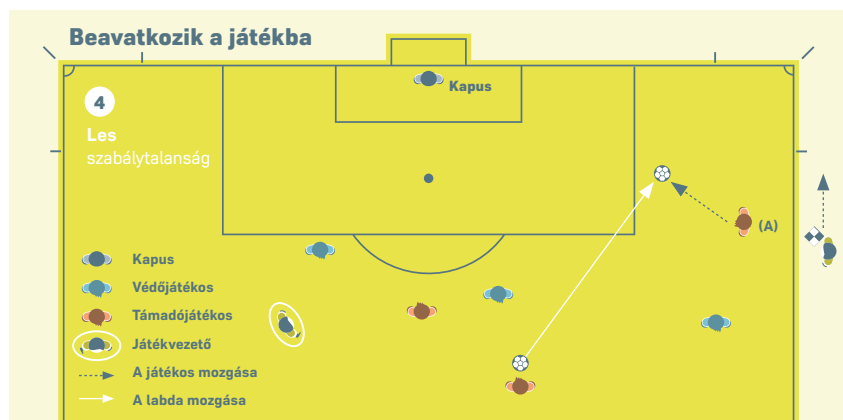 Beavatkozik a játékba
Kapus
4
Les
szabálytalanság
(A)
Kapus
Védőjátékos
Támadójátékos
Játékvezető
A játékos mozgása
A labda mozgása